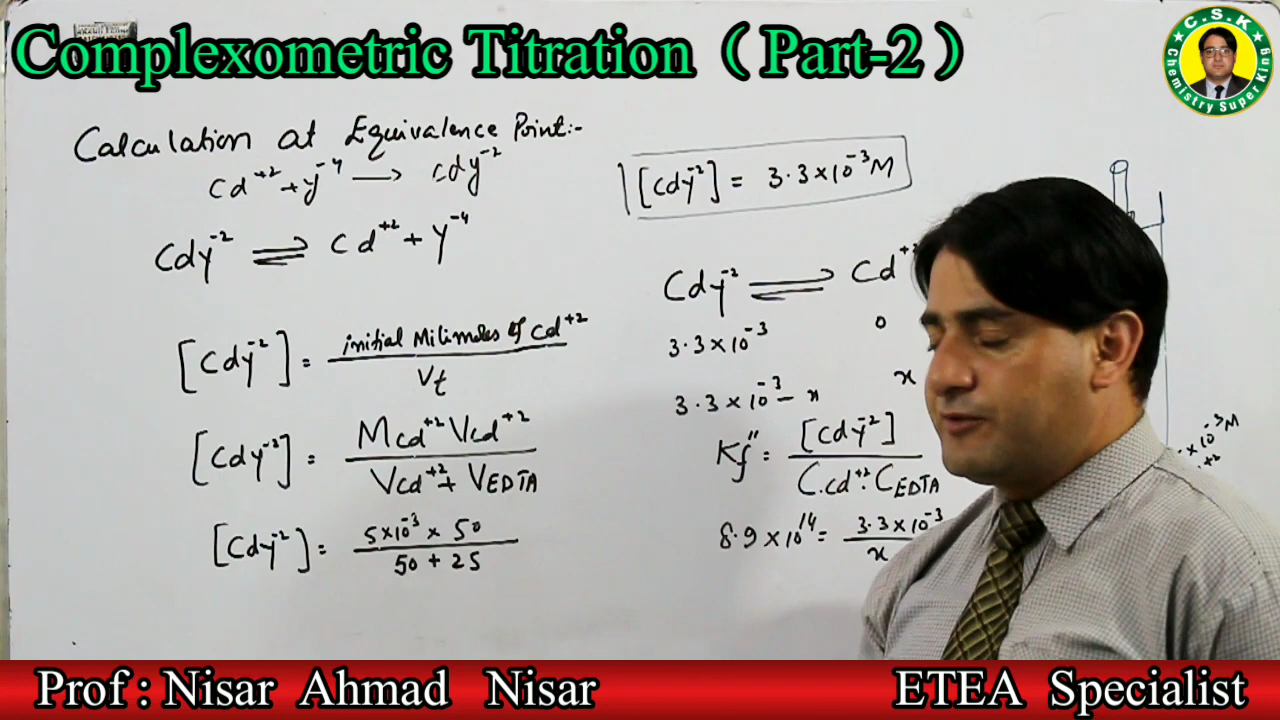 Complexometric Titration ( Part-2 )
C.S.K
Chemistry Super King
Calculation at Equivalence Point:-
Cd⁺² + y⁻⁴ ⟶ Cdy⁻²
Cdy⁻² ⇌ Cd⁺² + y⁻⁴
[Cdy⁻²] = initial Milimoles of Cd⁺² / Vt
[Cdy⁻²] = Mcd⁺² Vcd⁺² / Vcd⁺² + VEDTA
[Cdy⁻²] = 5×10⁻³ × 50 / 50 + 25
[Cdy⁻²] = 3.3×10⁻³ M
Cdy⁻² ⇌ Cd⁺²
3.3×10⁻³ 0
3.3×10⁻³ - x x
Kf'' = [Cdy⁻²] / C.cd⁺². CEDTA
8.9×10¹⁴ = 3.3×10⁻³ / x
×10⁻³M
+2
Prof : Nisar Ahmad Nisar
ETEA Specialist